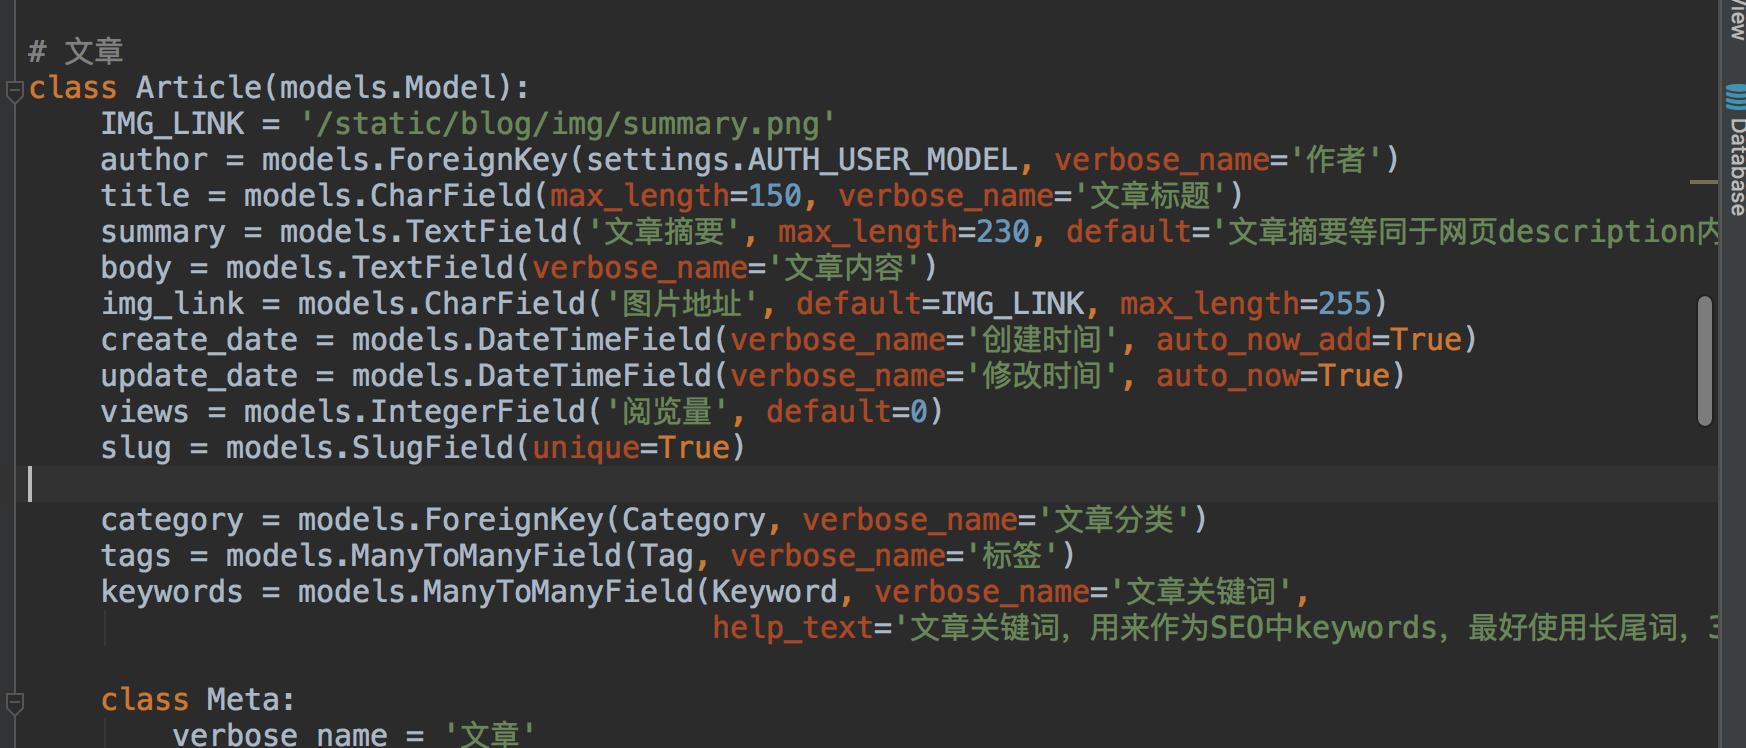 # 文章
class Article(models.Model):
    IMG_LINK = '/static/blog/img/summary.png'
    author = models.ForeignKey(settings.AUTH_USER_MODEL, verbose_name='作者')
    title = models.CharField(max_length=150, verbose_name='文章标题')
    summary = models.TextField('文章摘要', max_length=230, default='文章摘要等同于网页description内
    body = models.TextField(verbose_name='文章内容')
    img_link = models.CharField('图片地址', default=IMG_LINK, max_length=255)
    create_date = models.DateTimeField(verbose_name='创建时间', auto_now_add=True)
    update_date = models.DateTimeField(verbose_name='修改时间', auto_now=True)
    views = models.IntegerField('阅览量', default=0)
    slug = models.SlugField(unique=True)
    category = models.ForeignKey(Category, verbose_name='文章分类')
    tags = models.ManyToManyField(Tag, verbose_name='标签')
    keywords = models.ManyToManyField(Keyword, verbose_name='文章关键词',
                                      help_text='文章关键词，用来作为SEO中keywords，最好使用长尾词，3
    class Meta:
        verbose_name = '文章'
View
Database